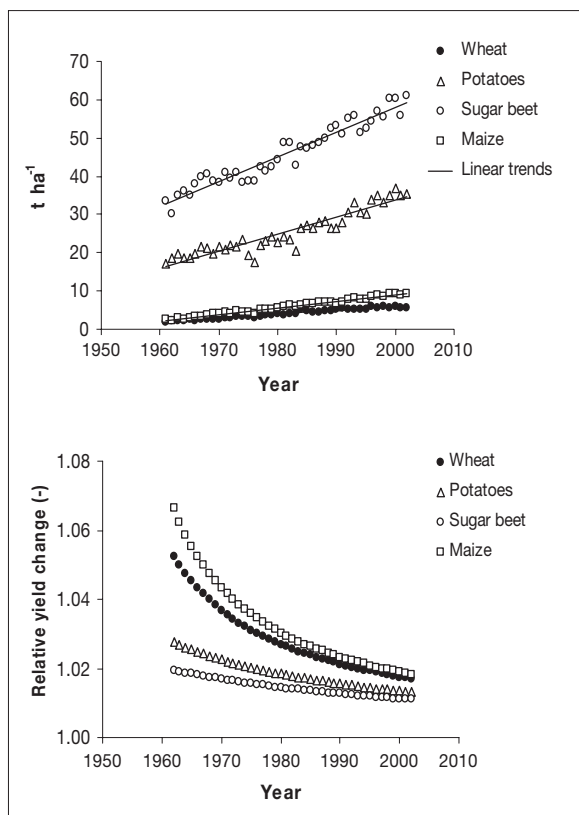 70
60
50
40
30
20
10
0
t ha⁻¹
1950 1960 1970 1980 1990 2000 2010
Year
Wheat
Potatoes
Sugar beet
Maize
Linear trends
1.08
1.06
1.04
1.02
1.00
Relative yield change (-)
1950 1960 1970 1980 1990 2000 2010
Year
Wheat
Potatoes
Sugar beet
Maize